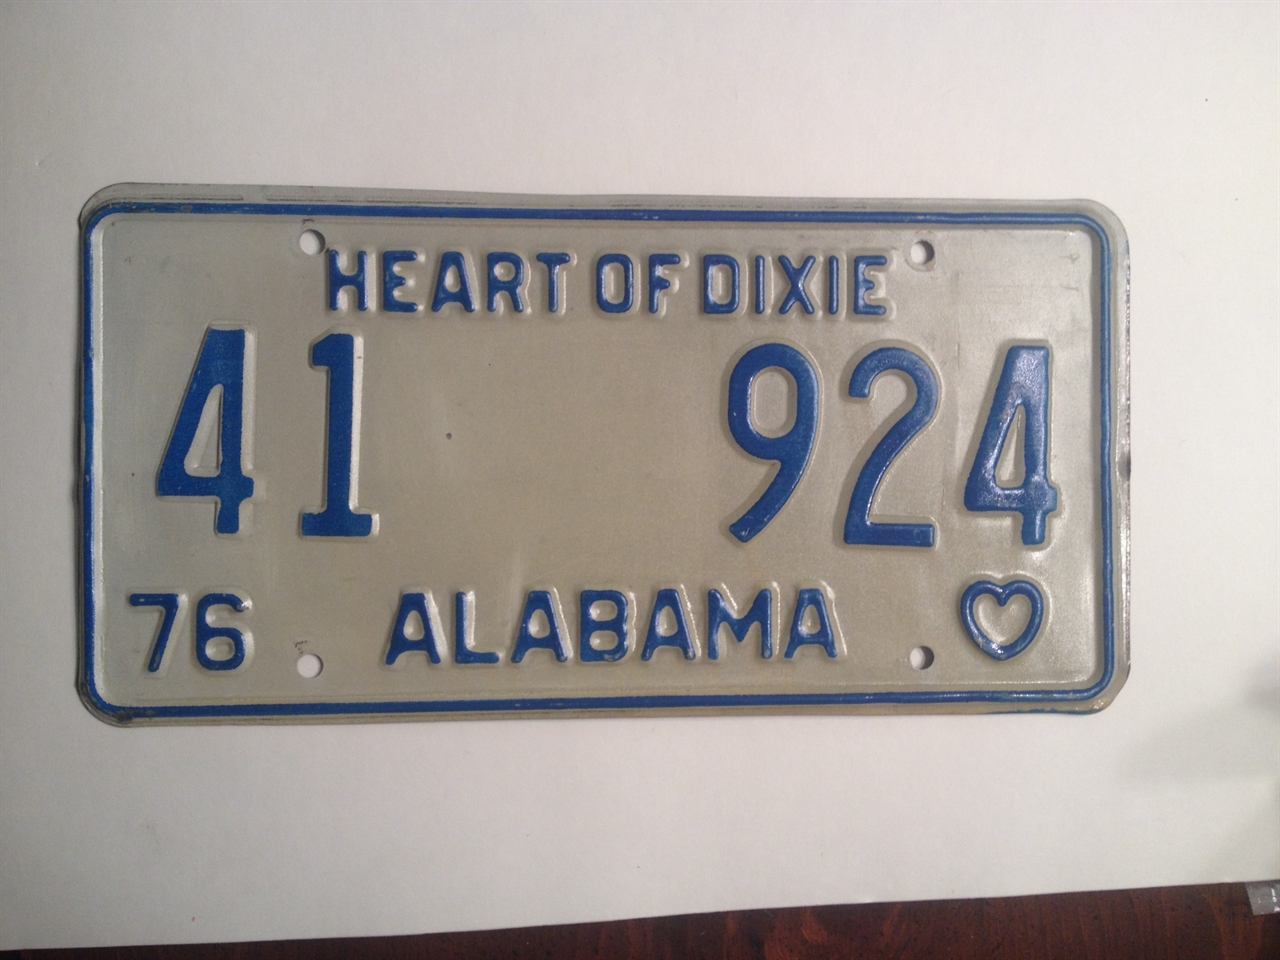 HEART OF DIXIE
41 924
76 ALABAMA